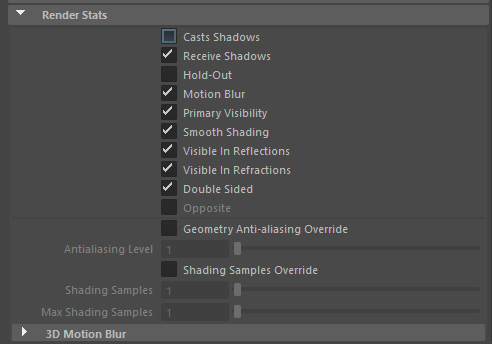 Render Stats
Casts Shadows
Receive Shadows
Hold-Out
Motion Blur
Primary Visibility
Smooth Shading
Visible In Reflections
Visible In Refractions
Double Sided
Opposite
Geometry Anti-aliasing Override
Antialiasing Level 1
Shading Samples Override
Shading Samples 1
Max Shading Samples 1
3D Motion Blur